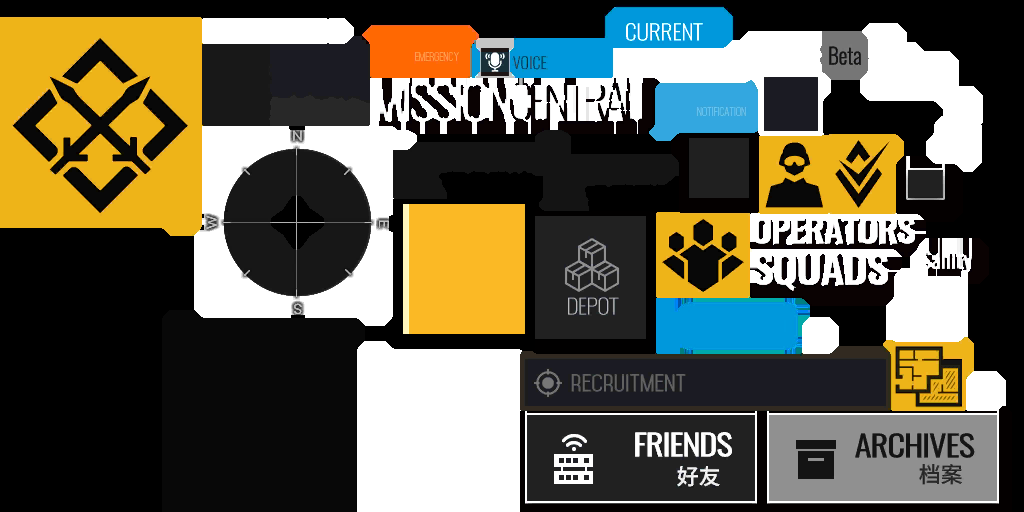 CURRENT
EMERGENCY
VOICE
Beta
MISSION CENTRAL
NOTIFICATION
N
W
E
S
OPERATORS
SQUADS
Sanity
DEPOT
RECRUITMENT
FRIENDS
好友
ARCHIVES
档案